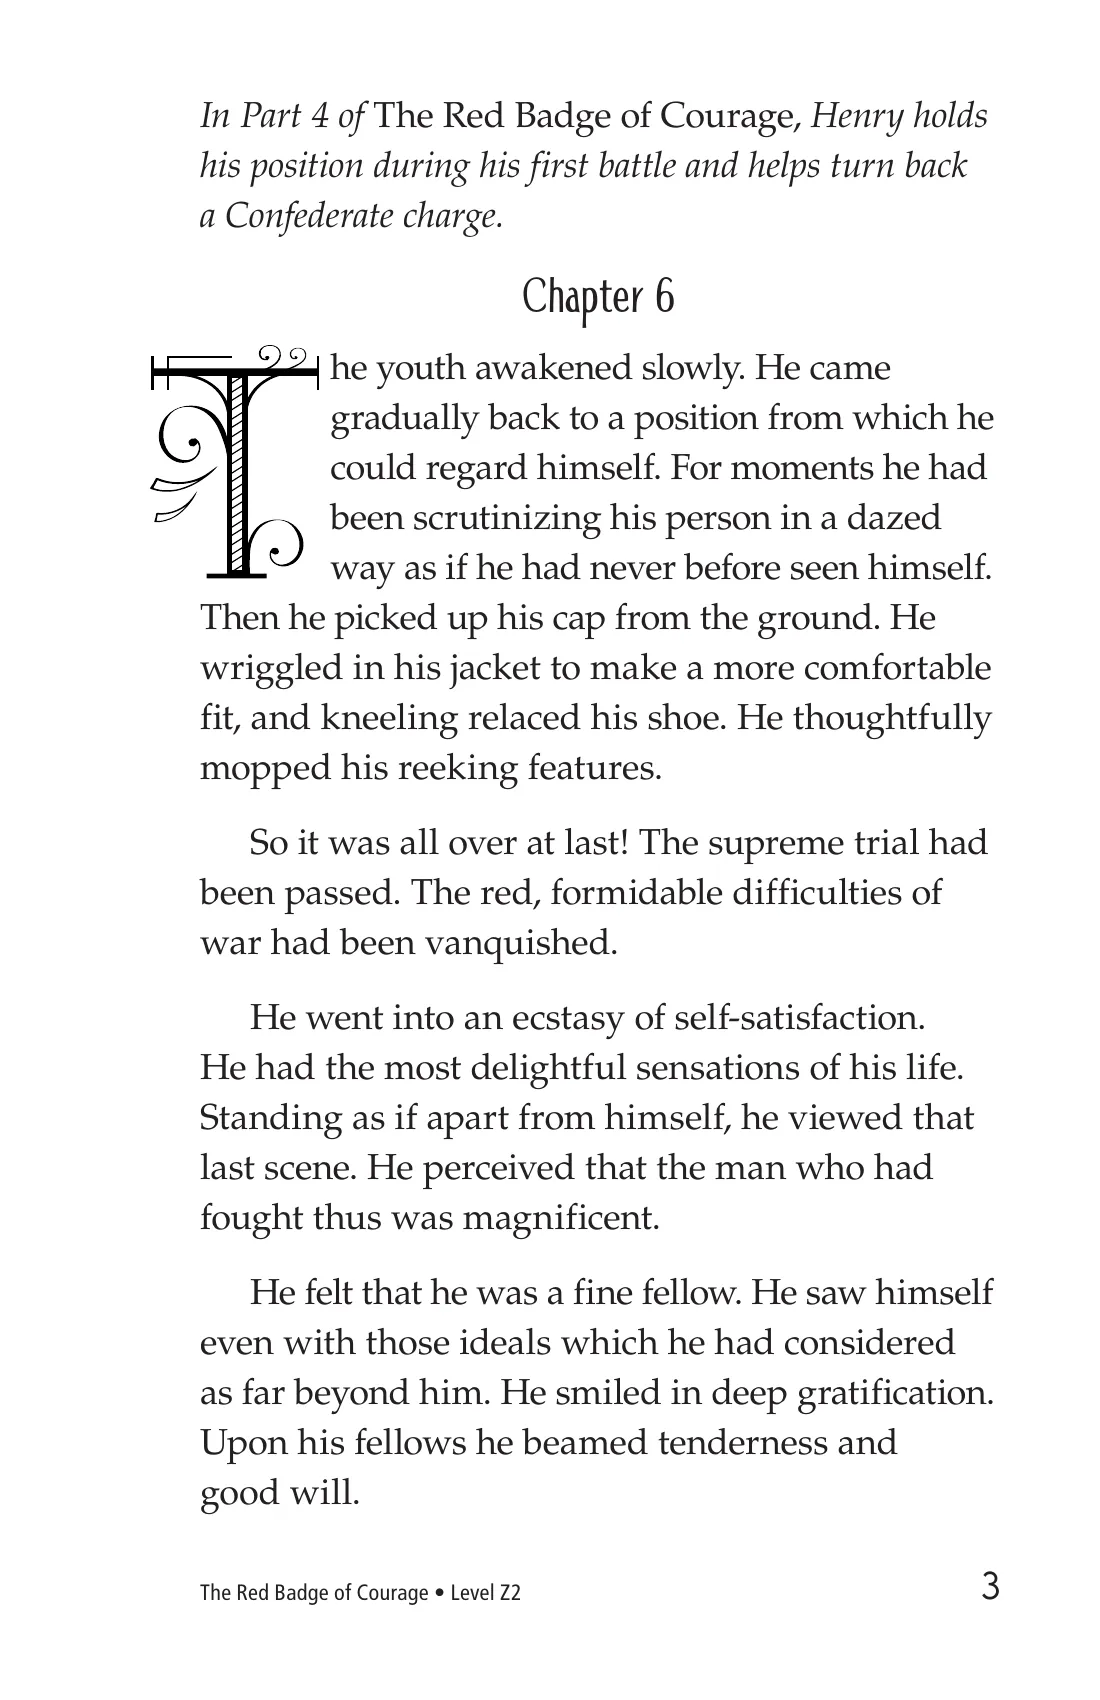 In Part 4 of The Red Badge of Courage, Henry holds
his position during his first battle and helps turn back
a Confederate charge.
Chapter 6
The youth awakened slowly. He came
gradually back to a position from which he
could regard himself. For moments he had
been scrutinizing his person in a dazed
way as if he had never before seen himself.
Then he picked up his cap from the ground. He
wriggled in his jacket to make a more comfortable
fit, and kneeling relaced his shoe. He thoughtfully
mopped his reeking features.
So it was all over at last! The supreme trial had
been passed. The red, formidable difficulties of
war had been vanquished.
He went into an ecstasy of self-satisfaction.
He had the most delightful sensations of his life.
Standing as if apart from himself, he viewed that
last scene. He perceived that the man who had
fought thus was magnificent.
He felt that he was a fine fellow. He saw himself
even with those ideals which he had considered
as far beyond him. He smiled in deep gratification.
Upon his fellows he beamed tenderness and
good will.
The Red Badge of Courage • Level Z2
3